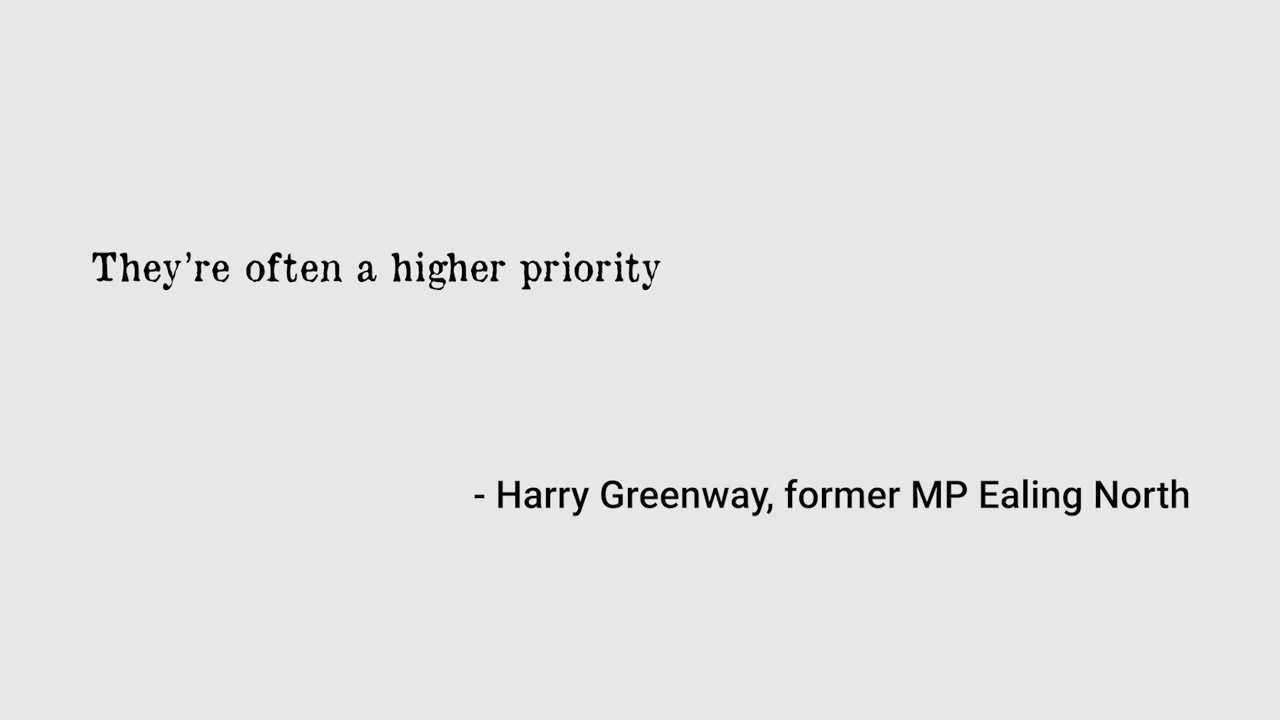 They’re often a higher priority
- Harry Greenway, former MP Ealing North